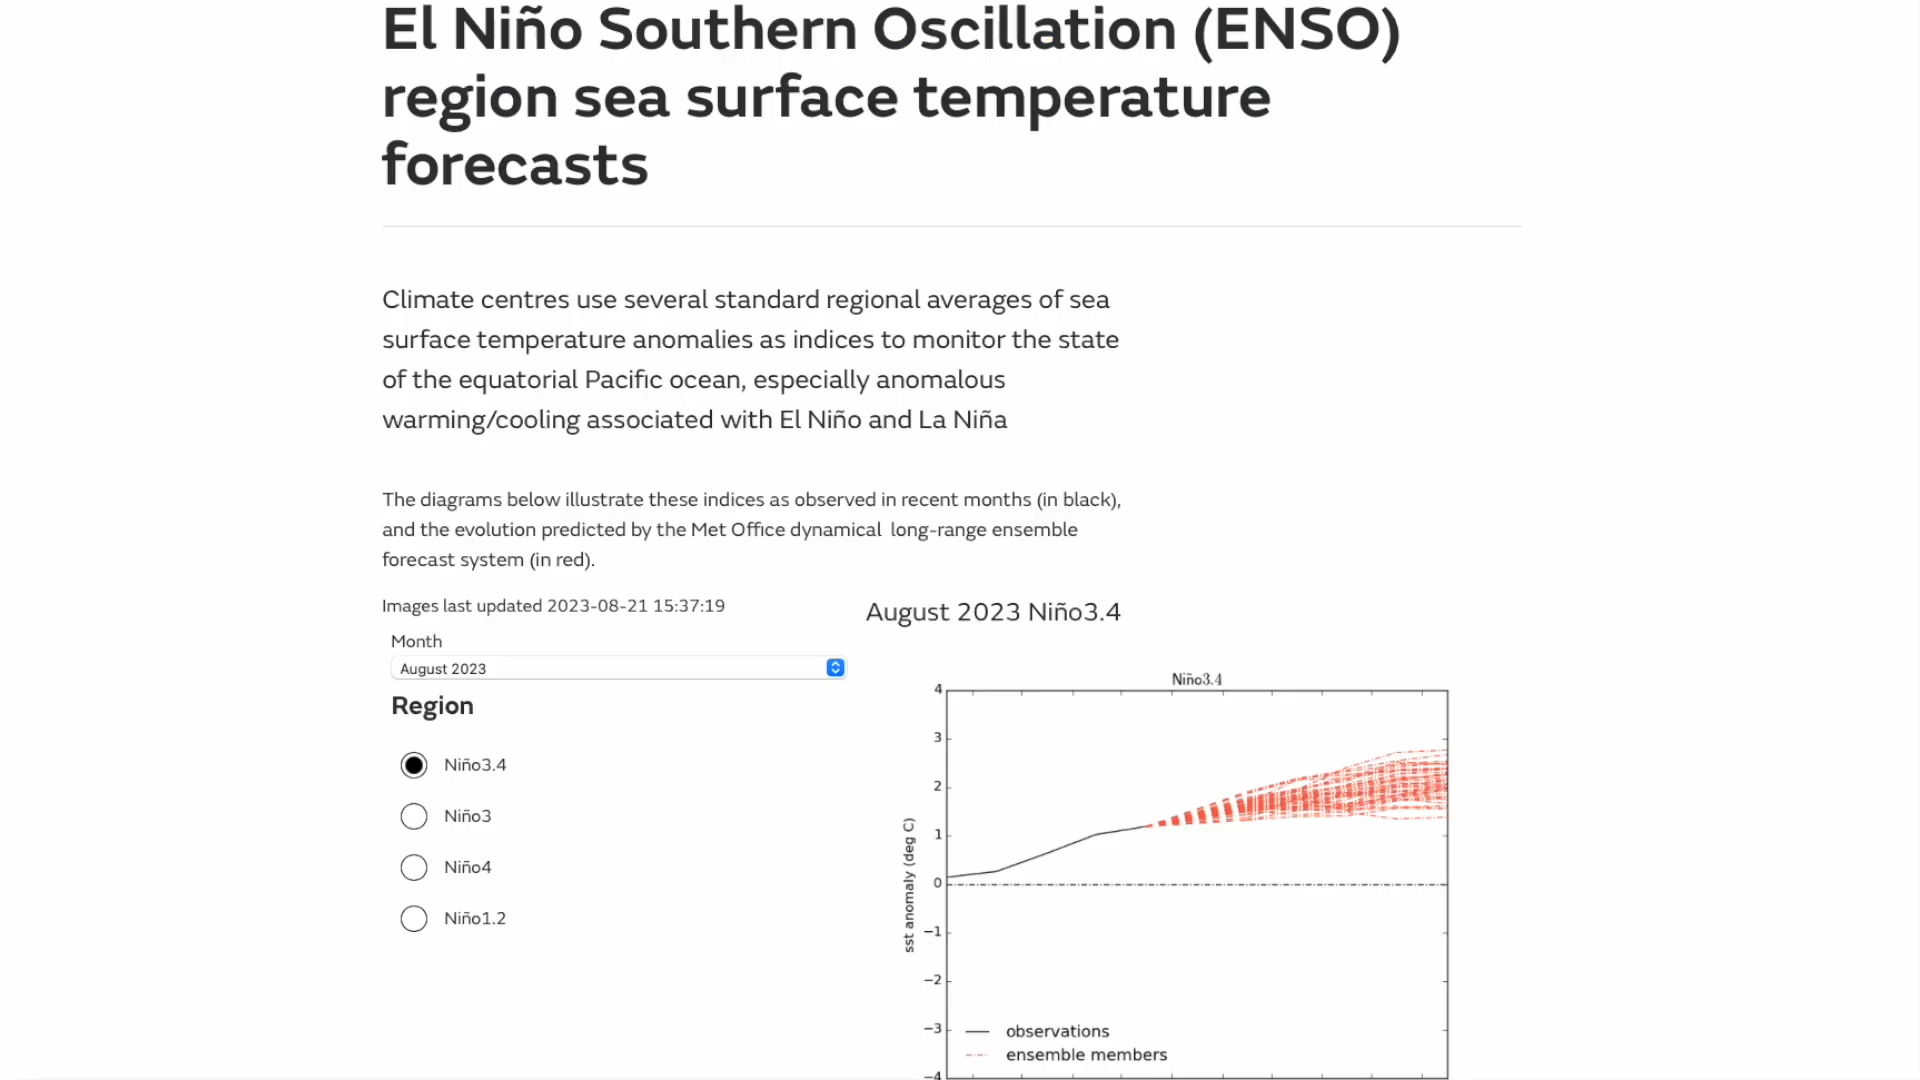 El Niño Southern Oscillation (ENSO)
region sea surface temperature
forecasts
Climate centres use several standard regional averages of sea
surface temperature anomalies as indices to monitor the state
of the equatorial Pacific ocean, especially anomalous
warming/cooling associated with El Niño and La Niña
The diagrams below illustrate these indices as observed in recent months (in black),
and the evolution predicted by the Met Office dynamical long-range ensemble
forecast system (in red).
Images last updated 2023-08-21 15:37:19
Month
August 2023
Region
Niño3.4
Niño3
Niño4
Niño1.2
August 2023 Niño3.4
Niño3.4
4
3
2
1
0
−1
−2
−3
−4
sst anomaly (deg C)
observations
ensemble members